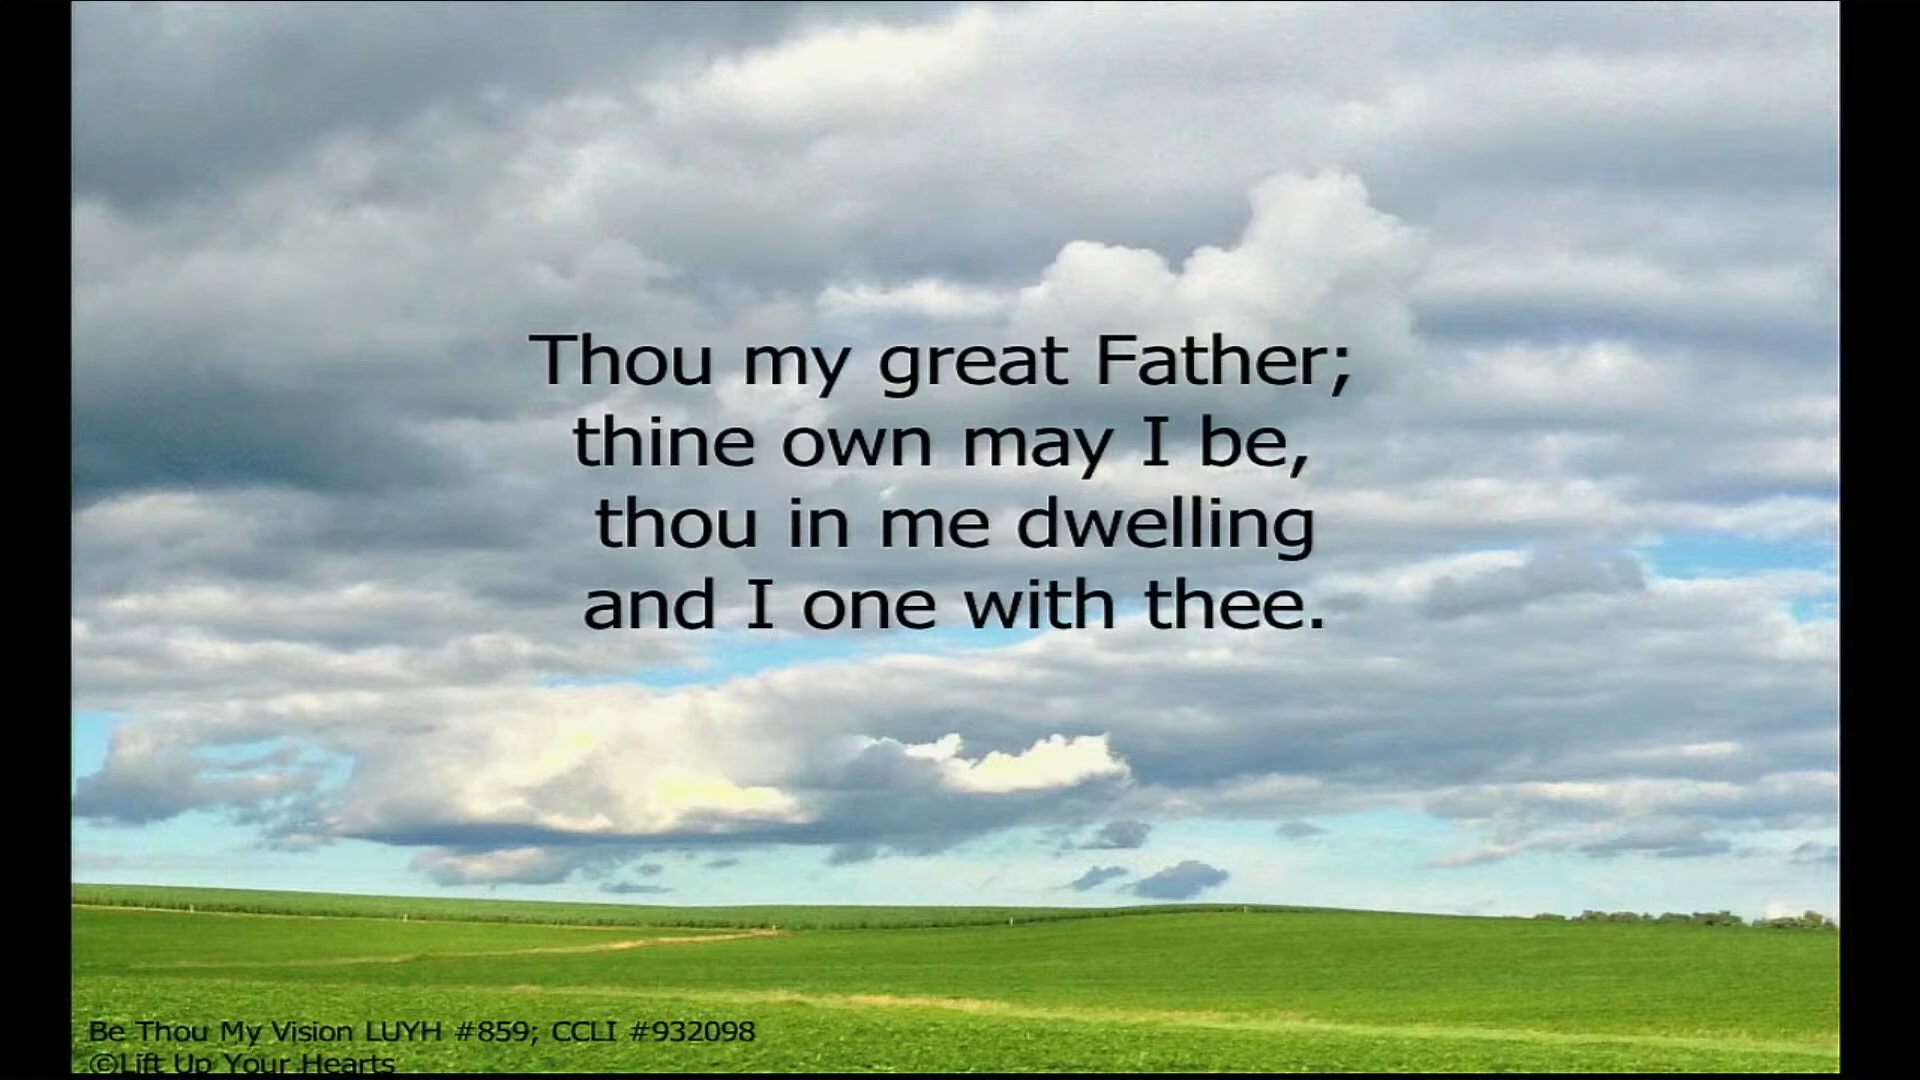 Thou my great Father;
thine own may I be,
thou in me dwelling
and I one with thee.
Be Thou My Vision LUYH #859; CCLI #932098
©Lift Up Your Hearts